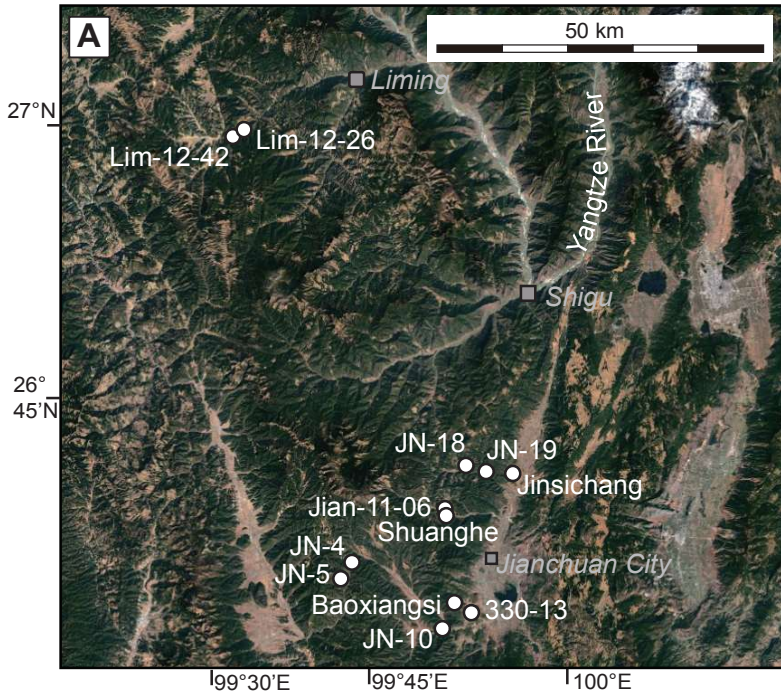 A
50 km
Liming
27°N
Lim-12-26
Lim-12-42
Yangtze River
Shigu
26°
45'N
JN-18
JN-19
Jinsichang
Jian-11-06
Shuanghe
JN-4
Jianchuan City
JN-5
Baoxiangsi
330-13
JN-10
99°30'E
99°45'E
100°E